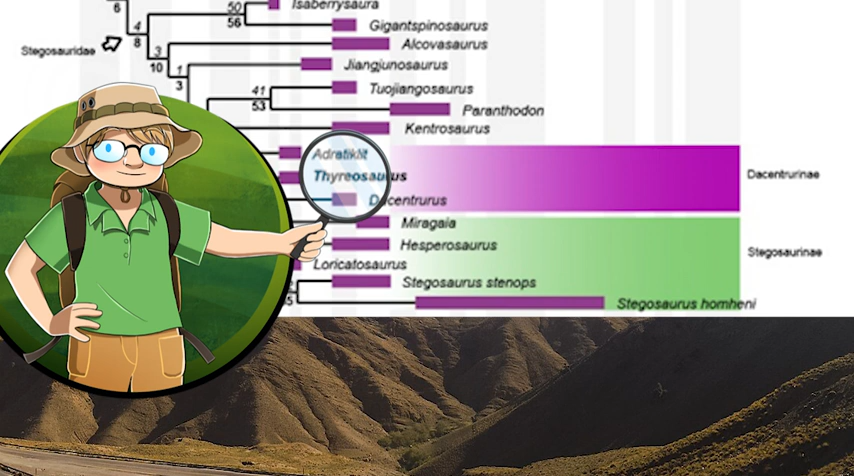 Isaberrysaura
6
50
56
Gigantspinosaurus
4
8
Stegosauridae
Alcovasaurus
3
10
Jiangjunosaurus
1
3
41
53
Tuojiangosaurus
Paranthodon
Kentrosaurus
Adratiklit
Thyreosaurus
Dacentrurus
Dacentrurinae
Miragaia
Hesperosaurus
Stegosaurinae
Loricatosaurus
Stegosaurus stenops
Stegosaurus homheni